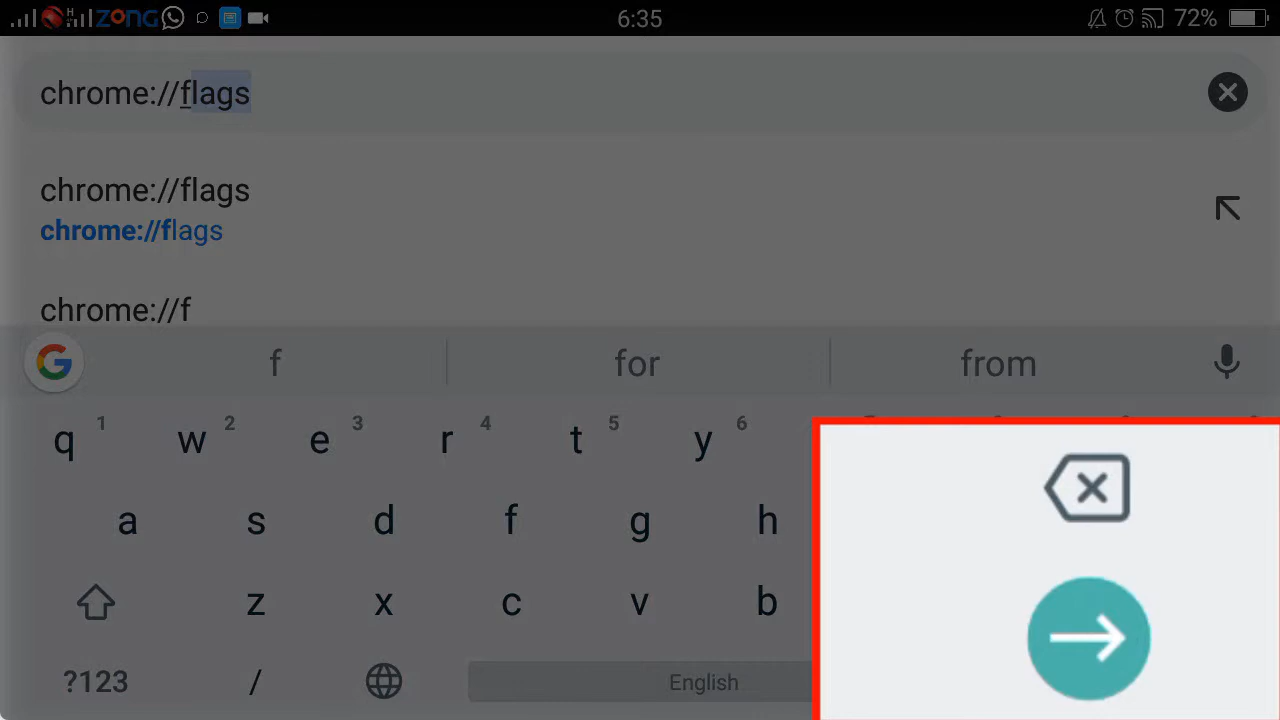 H zong 6:35 72%
chrome://flags
chrome://flags
chrome://flags
chrome://f
G f for from
q 1 w 2 e 3 r 4 t 5 y 6
a s d f g h
z x c v b
?123 / English